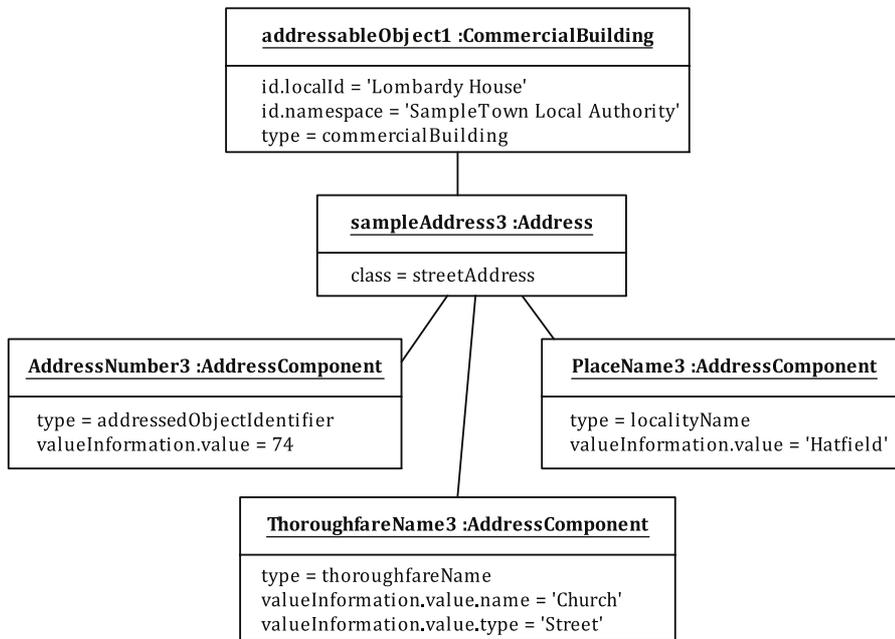 addressableObject1 :CommercialBuilding
id.localId = 'Lombardy House'
id.namespace = 'SampleTown Local Authority'
type = commercialBuilding
sampleAddress3 :Address
class = streetAddress
AddressNumber3 :AddressComponent
type = addressedObjectIdentifier
valueInformation.value = 74
PlaceName3 :AddressComponent
type = localityName
valueInformation.value = 'Hatfield'
ThoroughfareName3 :AddressComponent
type = thoroughfareName
valueInformation.value.name = 'Church'
valueInformation.value.type = 'Street'